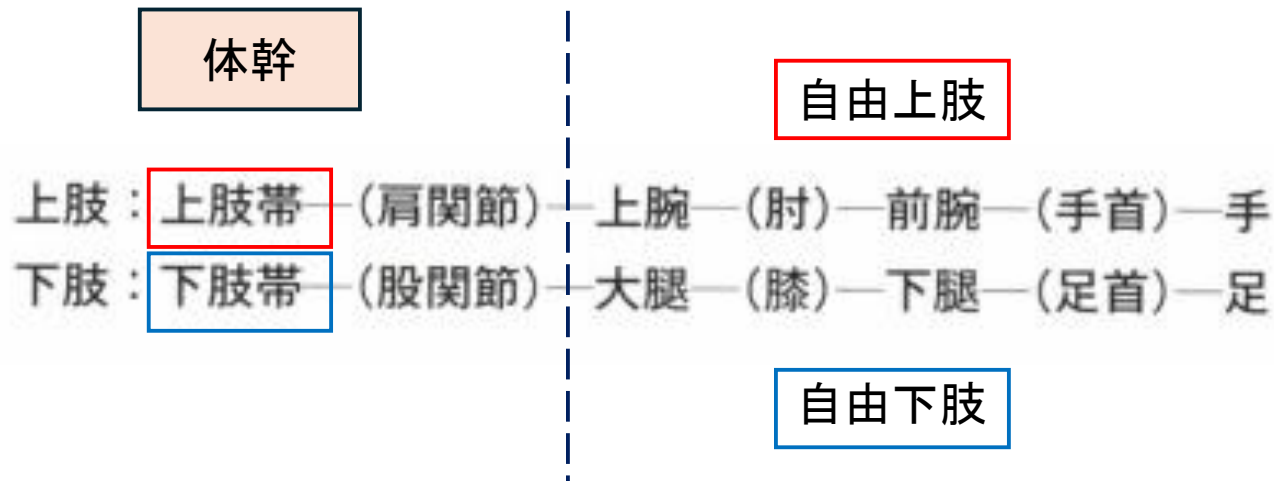 体幹
自由上肢
上肢：上肢帯―(肩関節)―上腕―(肘)―前腕―(手首)―手
下肢：下肢帯―(股関節)―大腿―(膝)―下腿―(足首)―足
自由下肢